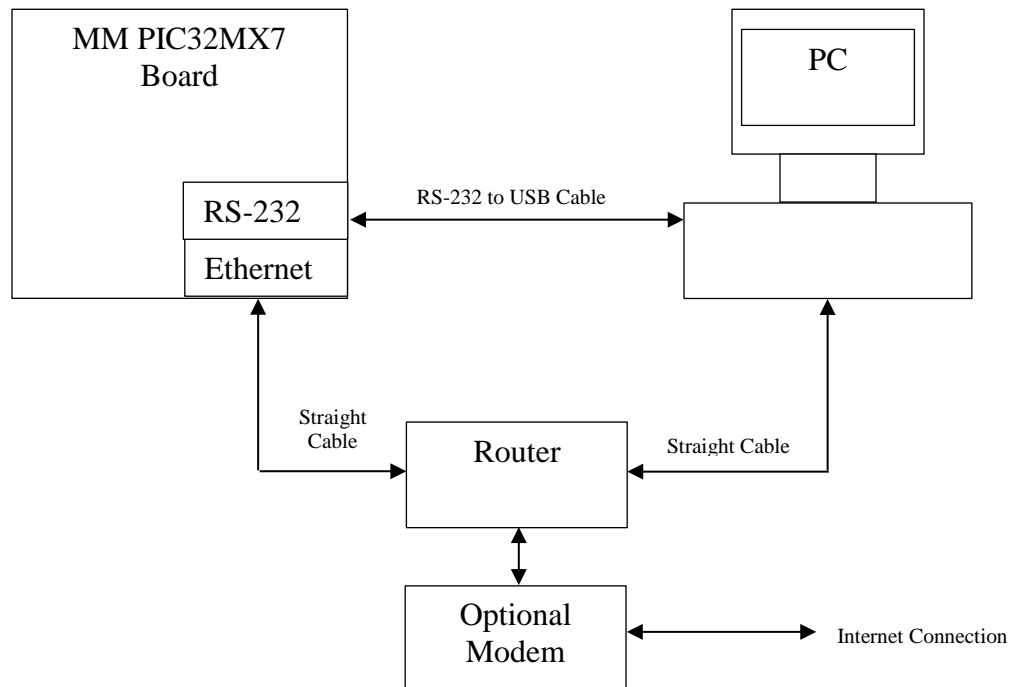 MM PIC32MX7
Board
PC
RS-232
RS-232 to USB Cable
Ethernet
Straight
Cable
Router
Straight Cable
Optional
Modem
Internet Connection